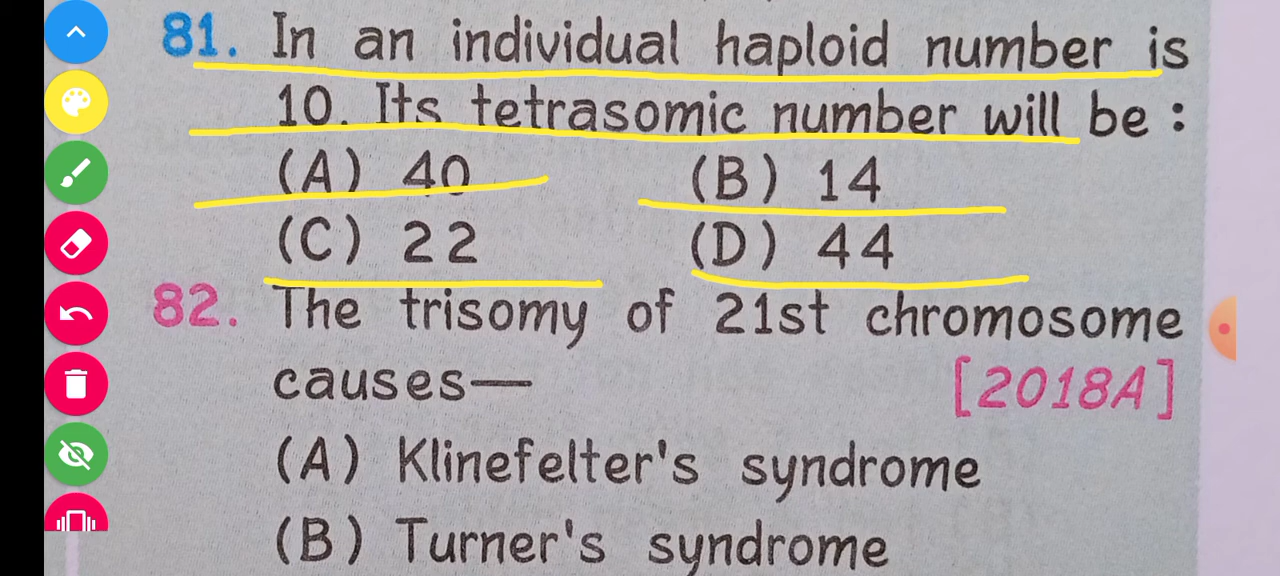 81. In an individual haploid number is
10. Its tetrasomic number will be :
(A) 40 (B) 14
(C) 22 (D) 44
82. The trisomy of 21st chromosome
causes— [2018A]
(A) Klinefelter's syndrome
(B) Turner's syndrome